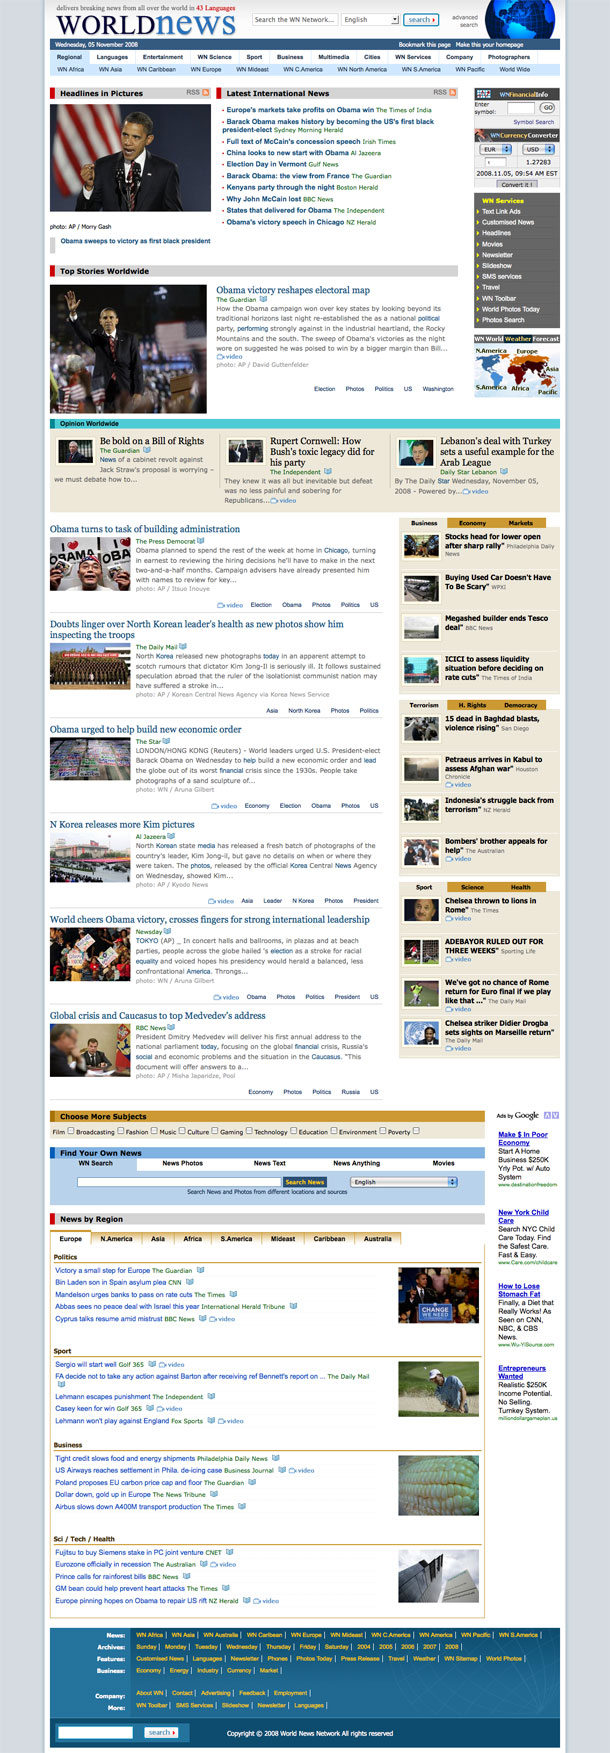 delivers breaking news from all over the world in 43 Languages
WORLDnews
Search the WN Network...
English
search
advanced search
Wednesday, 05 November 2008
Bookmark this page Make this your homepage
Regional Languages Entertainment WN Science Sport Business Multimedia Cities Company Photographers
WN Africa WN Asia WN Caribbean WN Europe WN Mideast WN C.America WN North America WN S.America WN Pacific World Wide
Headlines in Pictures RSS
photo: AP / Morry Gash
Obama sweeps to victory as first black president
Latest International News RSS
Europe's markets take profits on Obama win The Times of India
Barack Obama makes history by becoming the US's first black
president-elect Sydney Morning Herald
Full text of McCain's concession speech Irish Times
China looks to new start with Obama Al Jazeera
Election Day in Vermont Gulf News
Barack Obama: the view from France Telegraph
Kenyans party through the night Boston Herald
Why John McCain lost BBC News
States that delivered for Obama The Independent
Obama's victory speech in Chicago NZ Herald
WNFinancialInfo
Enter symbol:
GO
Symbol Search
WNCurrencyConverter
EUR USD
1.27283
2008.11.05, 09:54 AM EST
Convert it !
WN Services
Text Link Ads
Customised News
Headlines
Movies
Newsletter
Slideshow
SMS services
Travel
WN Toolbar
World Photos Today
Photos Search
WN World Weather Forecast
N.America Europe
Asia
S.America Africa
Pacific
Top Stories Worldwide
Obama victory reshapes electoral map
The Guardian
How the Obama campaign won over key states by looking beyond its
traditional horizons last night re-established the as a national political
party, performing strongly against in the industrial heartland, the Rocky
Mountains and the south. The sweep of Obama's victories as the night
wore on suggested he was poised to win by a bigger margin than Bill...
video
photo: AP / David Guttenfelder
Election Photos Politics US Washington
Opinion Worldwide
Be bold on a Bill of Rights
The Guardian
News of a cabinet revolt against
Jack Straw's proposal is worrying –
we must debate how to...
Rupert Cornwell: How
Bush's toxic legacy did for
his party
The Independent
They knew it was all but inevitable but defeat
was no less painful and sobering for
Republicans... video
Lebanon's deal with Turkey
sets a useful example for the
Arab League
Daily Star Lebanon
By The Daily Star Wednesday, November 05,
2008 - Powered by... video
Obama turns to task of building administration
The Press Democrat
Obama planned to spend the rest of the week at home in Chicago, turning
in earnest to reviewing the hiring decisions he'll have to make in the next
two-and-a-half months. Campaign advisers have already presented him
with names to review for key...
photo: AP / Itsuo Inouye
video Election Obama Photos Politics US
Doubts linger over North Korean leader's health as new photos show him
inspecting the troops
The Daily Mail
North Korea released new photographs today in an apparent attempt to
scotch rumours that dictator Kim Jong-Il is seriously ill. It follows sustained
speculation abroad that the ruler of the isolationist communist nation may
have suffered a stroke in...
photo: AP / Korean Central News Agency via Korea News Service
Asia North Korea Photos Politics
Obama urged to help build new economic order
The Star
LONDON/HONG KONG (Reuters) - World leaders urged U.S. President-elect
Barack Obama on Wednesday to help build a new economic order and lead
the globe out of its worst financial crisis since the 1930s. People take
photographs of a sand sculpture of...
photo: WN / Aruna Gilbert
video Economy Election Obama Photos US
N Korea releases more Kim pictures
Al Jazeera
North Korean state media has released a fresh batch of photographs of the
country's leader, Kim Jong-il, but gave no details on when or where they
were taken. The photos, released by the official Korea Central News Agency
on Wednesday, showed Kim...
photo: AP / Kyodo News
video Asia Leader N Korea Photos President
World cheers Obama victory, crosses fingers for strong international leadership
Newsday
TOKYO (AP) _ In concert halls and ballrooms, in plazas and at beach
parties, people across the globe hailed 's election as a stroke for racial
equality and voiced hopes his presidency would herald a balanced, less
confrontational America. Throngs...
photo: WN / Aruna Gilbert
video Obama Photos Politics President US
Global crisis and Caucasus to top Medvedev's address
RBC News
President Dmitry Medvedev will deliver his first annual address to the
national parliament today, focusing on the global financial crisis, Russia's
social and economic problems and the situation in the Caucasus. "This
document will offer answers to a...
photo: AP / Misha Japaridze, Pool
Economy Photos Politics Russia US
Business Economy Markets
Stocks head for lower open
after sharp rally" Philadelphia Daily
News
Buying Used Car Doesn't Have
To Be Scary" WPXI
Megashed builder ends Tesco
deal" BBC News
ICICI to assess liquidity
situation before deciding on
rate cuts" The Times of India
Terrorism H. Rights Democracy
15 dead in Baghdad blasts,
violence rising" San Diego
Petraeus arrives in Kabul to
assess Afghan war" Houston
Chronicle
video
Indonesia's struggle back from
terrorism" NZ Herald
Bombers' brother appeals for
help" The Australian
video
Sport Science Health
Chelsea thrown to lions in
Rome" The Times
video
ADEBAYOR RULED OUT FOR
THREE WEEKS" Sporting Life
video
We've got no chance of Rome
return for Euro final if we play
like that ..." The Daily Mail
video
Chelsea striker Didier Drogba
sets sights on Marseille return"
The Daily Mail
video
Choose More Subjects
Film Broadcasting Fashion Music Culture Gaming Technology Education Environment Poverty
Find Your Own News
WN Search News Photos News Text News Anything Movies
Search News
English
Search News and Photos from different locations and sources
Ads by Google
Make $ In Poor
Economy
Start A Home
Business $250K
Yrly Pot. w/ Auto
System
www.destinationfreedom
New York Child
Care
Search NYC Child
Care Today. Find
the Safest Care.
Fast & Easy.
www.Care.com/childcare
How to Lose
Stomach Fat
Finally, a Diet that
Really Works! As
Seen on CNN,
NBC, & CBS
News.
www.Wu-YiSource.com
Entrepreneurs
Wanted
Realistic $250K
Income Potential.
No Selling.
Turnkey System.
milliondollargameplan.us
News by Region
Europe N.America Asia Africa S.America Mideast Caribbean Australia
Politics
Victory a small step for Europe The Guardian
Bin Laden son in Spain asylum plea CNN
Mandelson urges banks to pass on rate cuts The Times
Abbas sees no peace deal with Israel this year International Herald Tribune
Cyprus talks resume amid mistrust BBC News video
CHANGE
WE NEED
Sport
Sergio will start well Golf 365 video
FA decide not to take any action against Barton after receiving ref Bennett's report on ... The Daily Mail
Lehmann escapes punishment The Independent
Casey keen for win Golf 365 video
Lehmann won't play against England Fox Sports video
Business
Tight credit slows food and energy shipments Philadelphia Daily News
US Airways reaches settlement in Phila. de-icing case Business Journal video
Poland proposes EU carbon price cap and floor The Guardian
Dollar down, gold up in Europe The News Tribune
Airbus slows down A400M transport production The Times
Sci / Tech / Health
Fujitsu to buy Siemens stake in PC joint venture CNET
Eurozone officially in recession The Australian video
Prince calls for rainforest bills BBC News
GM bean could help prevent heart attacks The Times
Europe pinning hopes on Obama to repair US rift NZ Herald video
News: WN Africa WN Asia WN Australia WN Caribean WN Europe WN Mideast WN C.America WN America WN Pacific WN S.America
Archives: Sunday Monday Tuesday Wednesday Thursday Friday Saturday 2004 2005 2006 2007 2008
Features: Customised News Languages Newsletter Phones Photos Today Press Release Travel Weather WN Sitemap World Photos
Business: Economy Energy Industry Currency Market
Company: About WN Contact Advertising Feedback Employment
More: WN Toolbar SMS Services Slideshow Newsletter Languages
search
Copyright © 2008 World News Network All rights reserved